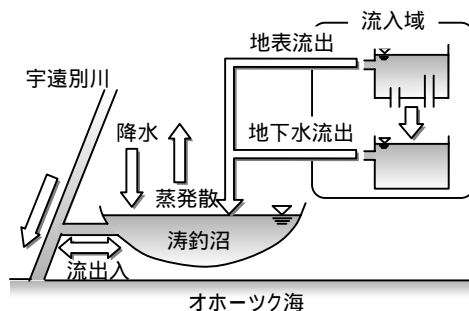 流入域
地表流出
宇遠別川
降水
地下水流出
蒸発散
涛釣沼
流出入
オホーツク海